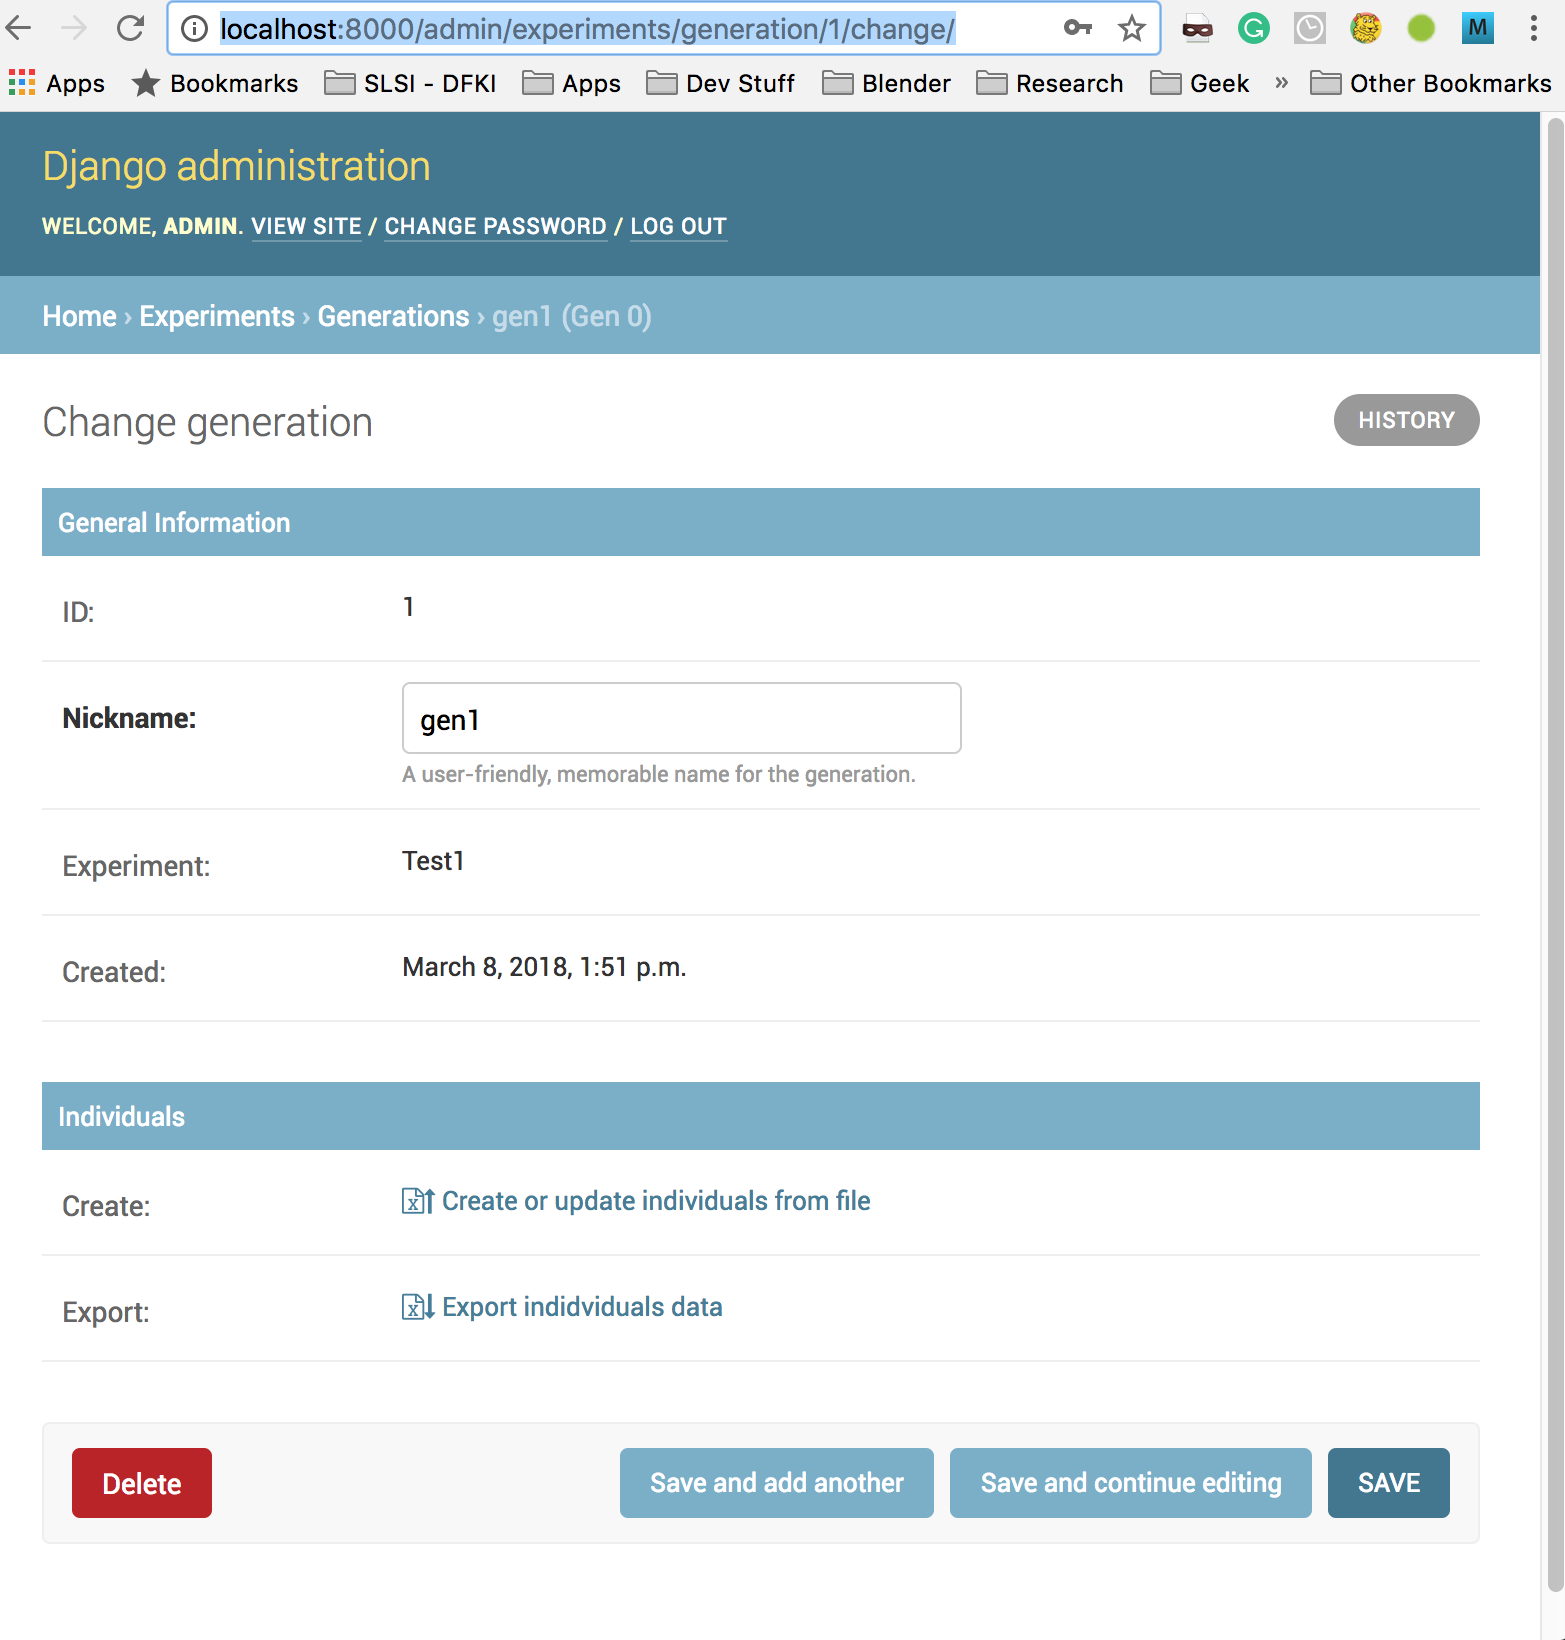 localhost:8000/admin/experiments/generation/1/change/
G
M
Apps Bookmarks SLSI - DFKI Apps Dev Stuff Blender Research Geek » Other Bookmarks
Django administration
WELCOME, ADMIN. VIEW SITE / CHANGE PASSWORD / LOG OUT
Home › Experiments › Generations › gen1 (Gen 0)
Change generation
HISTORY
General Information
ID: 1
Nickname: gen1
A user-friendly, memorable name for the generation.
Experiment: Test1
Created: March 8, 2018, 1:51 p.m.
Individuals
Create: Create or update individuals from file
Export: Export indidviduals data
Delete Save and add another Save and continue editing SAVE